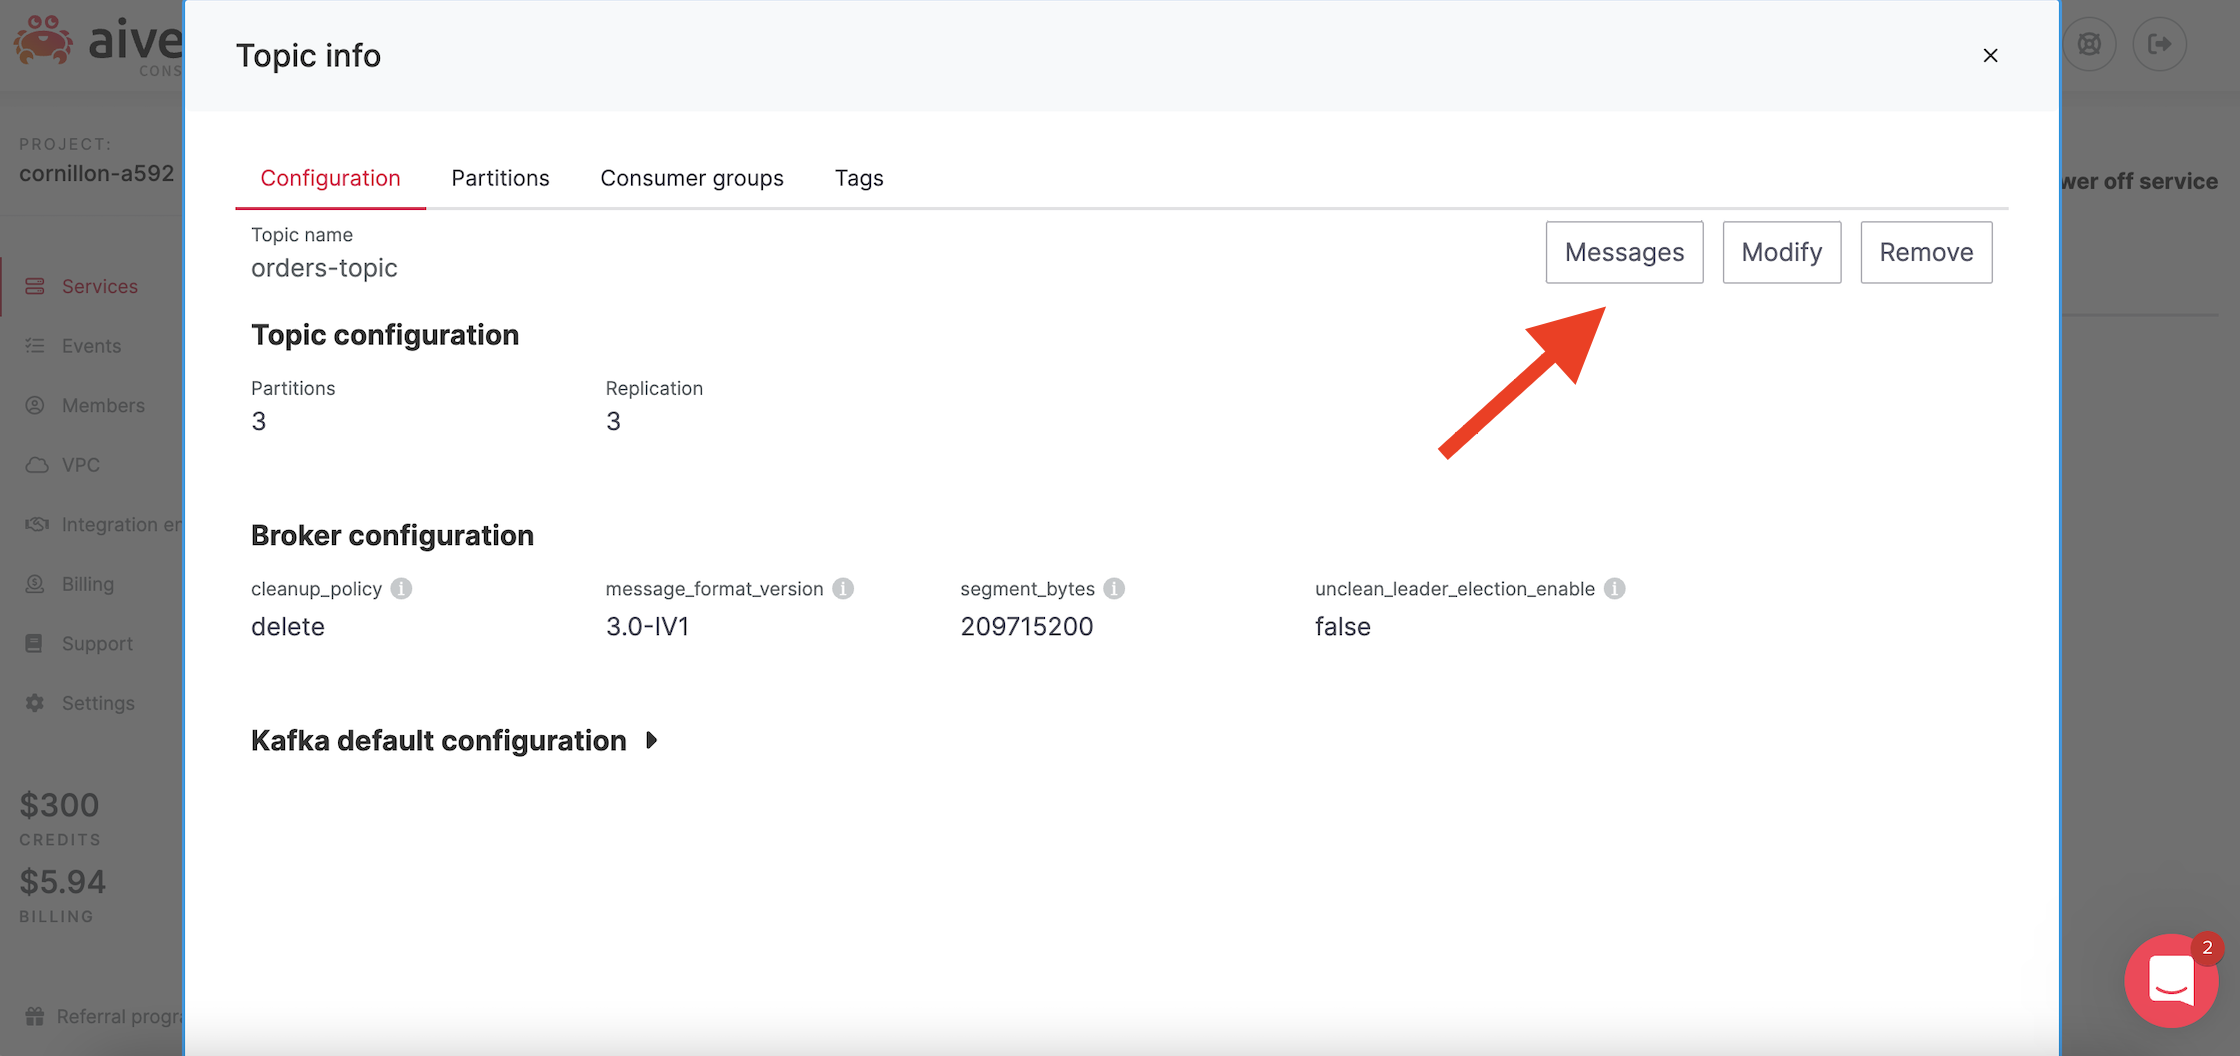 aive
CONS
PROJECT:
cornillon-a592
Services
Events
Members
VPC
Integration er
Billing
Support
Settings
$300
CREDITS
$5.94
BILLING
Referral progra
Topic info
Configuration Partitions Consumer groups Tags
Topic name
orders-topic
Messages Modify Remove
Topic configuration
Partitions Replication
3 3
Broker configuration
cleanup_policy message_format_version segment_bytes unclean_leader_election_enable
delete 3.0-IV1 209715200 false
Kafka default configuration
wer off service
2